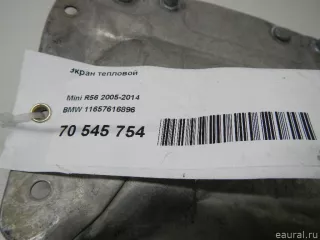 экран тепловой
Mini R56 2005-2014
BMW 11657616896
70 545 754
eaural.ru